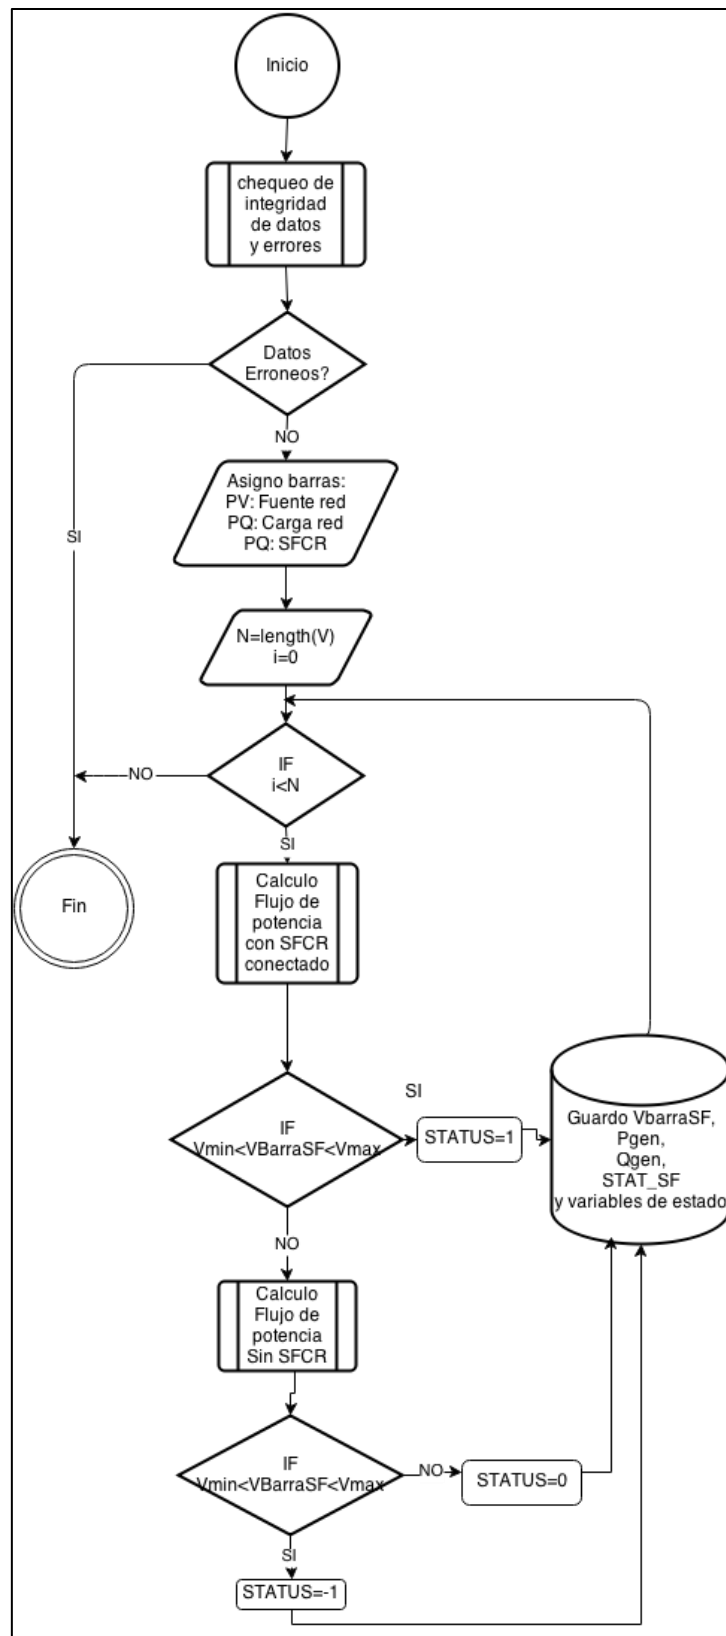 Inicio
chequeo de
integridad
de datos
y errores
Datos
Erroneos?
NO
SI
Asigno barras:
PV: Fuente red
PQ: Carga red
PQ: SFCR
N=length(V)
i=0
IF
i<N
NO
SI
Fin
Calculo
Flujo de
potencia
con SFCR
conectado
IF
Vmin<VBarraSF<Vmax
SI
STATUS=1
Guardo VbarraSF,
Pgen,
Qgen,
STAT_SF
y variables de estado
NO
Calculo
Flujo de
potencia
Sin SFCR
IF
Vmin<VBarraSF<Vmax
NO
STATUS=0
SI
STATUS=-1